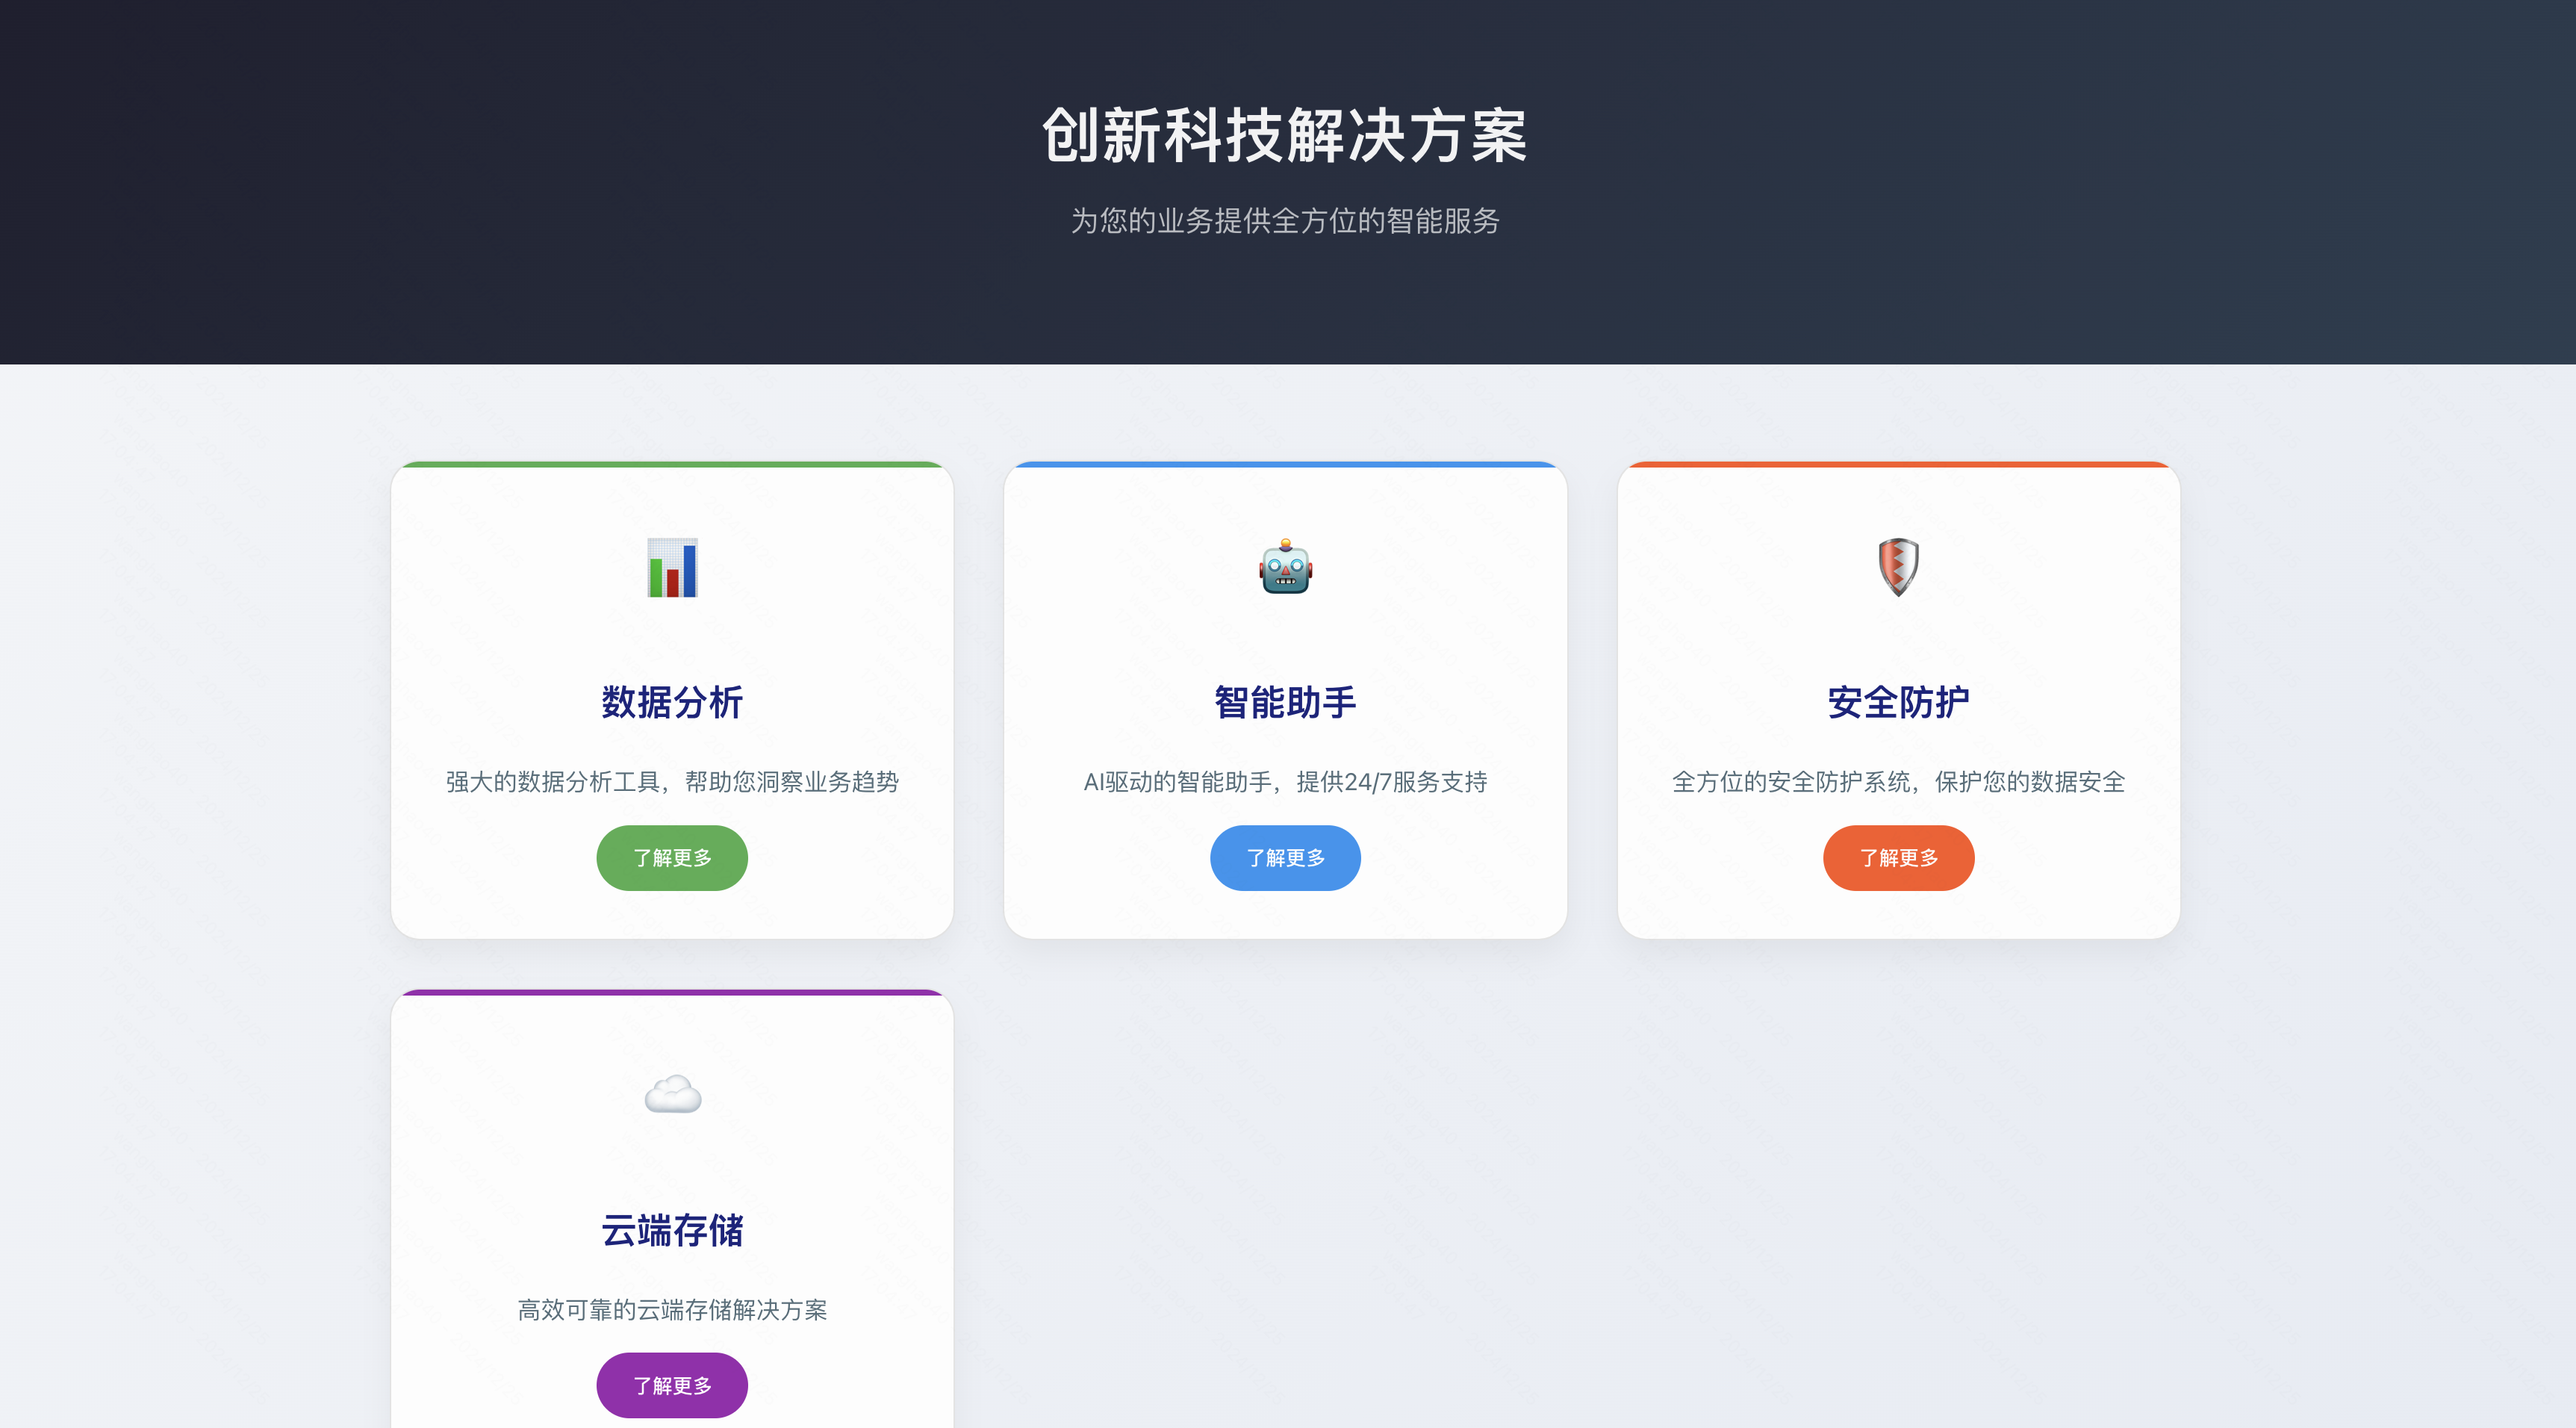 创新科技解决方案
为您的业务提供全方位的智能服务
数据分析
强大的数据分析工具，帮助您洞察业务趋势
了解更多
智能助手
AI驱动的智能助手，提供24/7服务支持
了解更多
安全防护
全方位的安全防护系统，保护您的数据安全
了解更多
云端存储
高效可靠的云端存储解决方案
了解更多